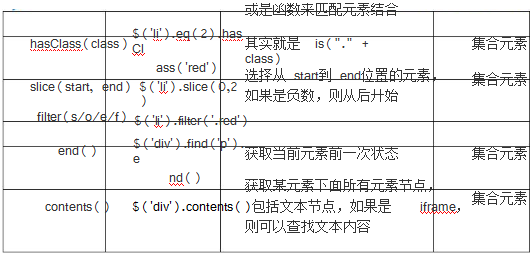 或是函数来匹配元素结合
hasClass(class) $('li').eq(2).has 其实就是 is("." + 集合元素
Cl class)
ass('red') 选择从 start到 end位置的元素,
slice(start, end) $('li').slice(0,2 集合元素
) 如果是负数，则从后开始
filter(s/o/e/f) $('li').filter('.red')
end() $('div').find('p'). 获取当前元素前一次状态 集合元素
e
nd() 获取某元素下面所有元素节点，
contents() $('div').contents() 包括文本节点，如果是 iframe， 集合元素
则可以查找文本内容